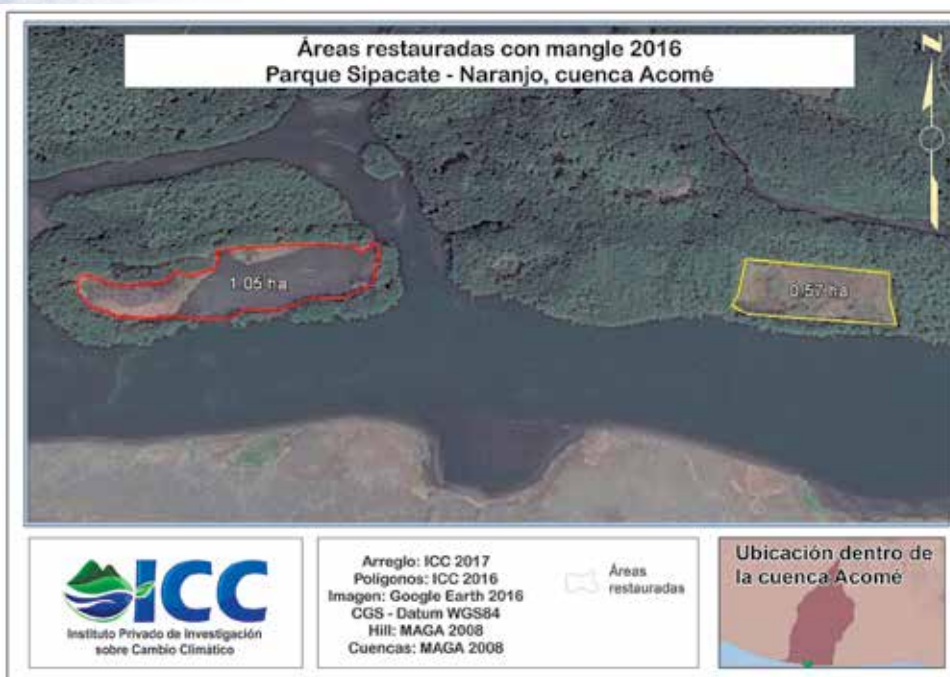 Áreas restauradas con mangle 2016
Parque Sipacate - Naranjo, cuenca Acomé
N
1.05 ha
0.57 ha
ICC
Instituto Privado de Investigación
sobre Cambio Climático
Arreglo: ICC 2017
Polígonos: ICC 2016
Imagen: Google Earth 2016
CGS - Datum WGS84
Hill: MAGA 2008
Cuencas: MAGA 2008
Áreas
restauradas
Ubicación dentro de
la cuenca Acomé